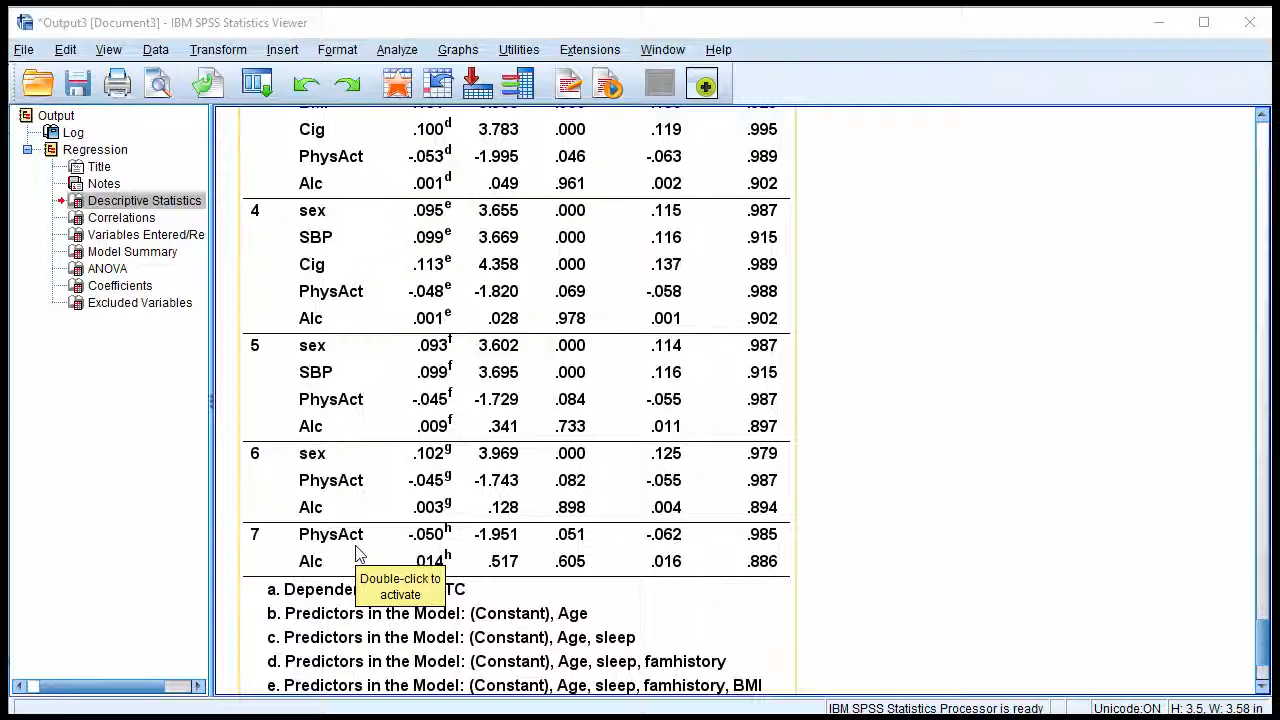 *Output3 [Document3] - IBM SPSS Statistics Viewer
File Edit View Data Transform Insert Format Analyze Graphs Utilities Extensions Window Help
Output
Log
Regression
Title
Notes
Descriptive Statistics
Correlations
Variables Entered/Re
Model Summary
ANOVA
Coefficients
Excluded Variables
Cig .100d 3.783 .000 .119 .995
PhysAct -.053d -1.995 .046 -.063 .989
Alc .001d .049 .961 .002 .902
4 sex .095e 3.655 .000 .115 .987
SBP .099e 3.669 .000 .116 .915
Cig .113e 4.358 .000 .137 .989
PhysAct -.048e -1.820 .069 -.058 .988
Alc .001e .028 .978 .001 .902
5 sex .093f 3.602 .000 .114 .987
SBP .099f 3.695 .000 .116 .915
PhysAct -.045f -1.729 .084 -.055 .987
Alc .009f .341 .733 .011 .897
6 sex .102g 3.969 .000 .125 .979
PhysAct -.045g -1.743 .082 -.055 .987
Alc .003g .128 .898 .004 .894
7 PhysAct -.050h -1.951 .051 -.062 .985
Alc .014h .517 .605 .016 .886
Double-click to
activate
a. Depende TC
b. Predictors in the Model: (Constant), Age
c. Predictors in the Model: (Constant), Age, sleep
d. Predictors in the Model: (Constant), Age, sleep, famhistory
e. Predictors in the Model: (Constant), Age, sleep, famhistory, BMI
IBM SPSS Statistics Processor is ready Unicode:ON H: 3.5, W: 3.58 in